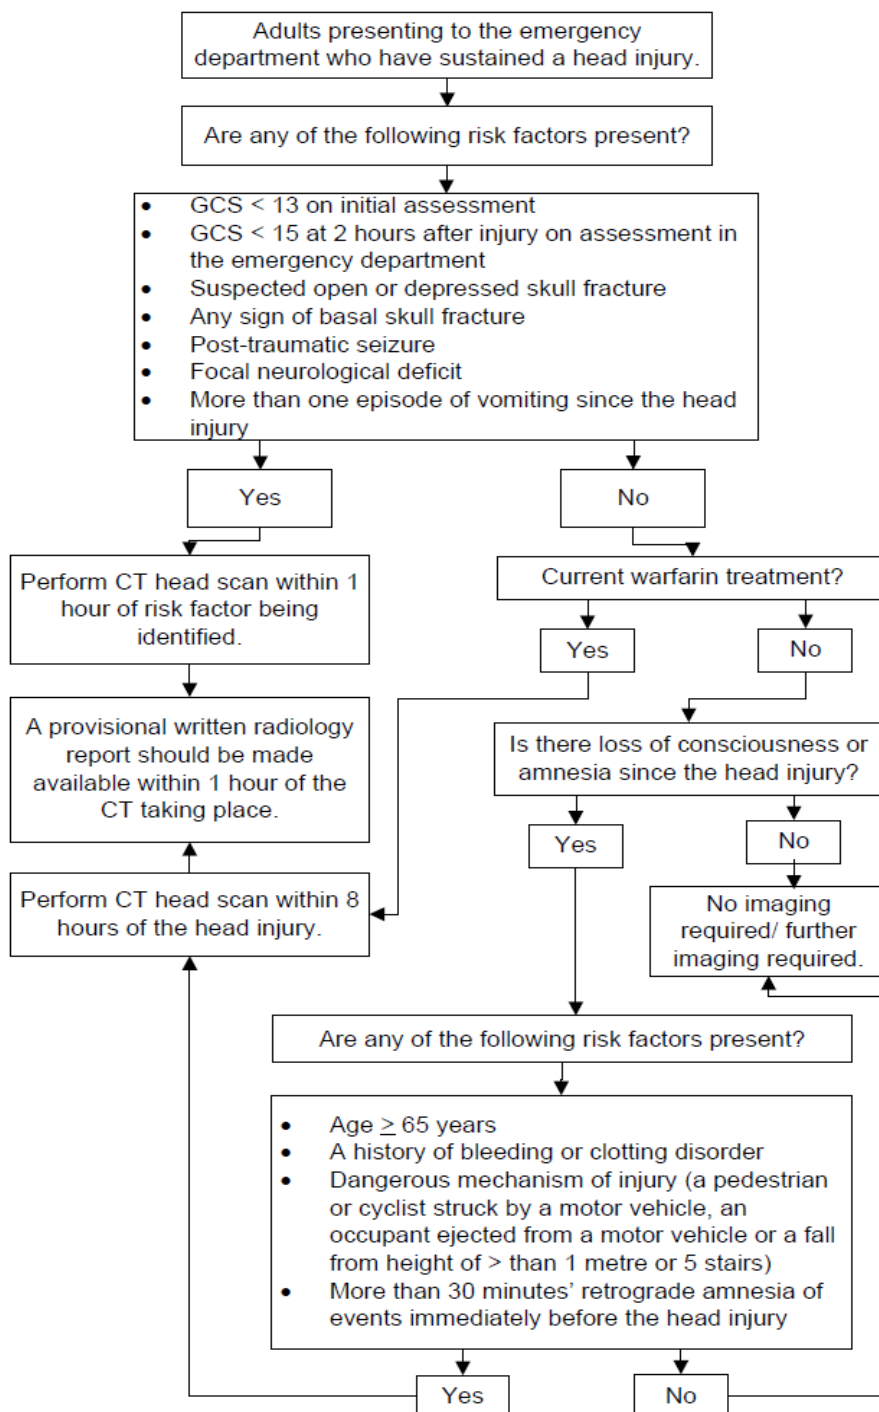 Adults presenting to the emergency
department who have sustained a head injury.
Are any of the following risk factors present?
• GCS < 13 on initial assessment
• GCS < 15 at 2 hours after injury on assessment in
the emergency department
• Suspected open or depressed skull fracture
• Any sign of basal skull fracture
• Post-traumatic seizure
• Focal neurological deficit
• More than one episode of vomiting since the head
injury
Yes
No
Perform CT head scan within 1
hour of risk factor being
identified.
Current warfarin treatment?
Yes
No
A provisional written radiology
report should be made
available within 1 hour of the
CT taking place.
Is there loss of consciousness or
amnesia since the head injury?
Yes
No
Perform CT head scan within 8
hours of the head injury.
No imaging
required/ further
imaging required.
Are any of the following risk factors present?
• Age ≥ 65 years
• A history of bleeding or clotting disorder
• Dangerous mechanism of injury (a pedestrian
or cyclist struck by a motor vehicle, an
occupant ejected from a motor vehicle or a fall
from height of > than 1 metre or 5 stairs)
• More than 30 minutes’ retrograde amnesia of
events immediately before the head injury
Yes
No